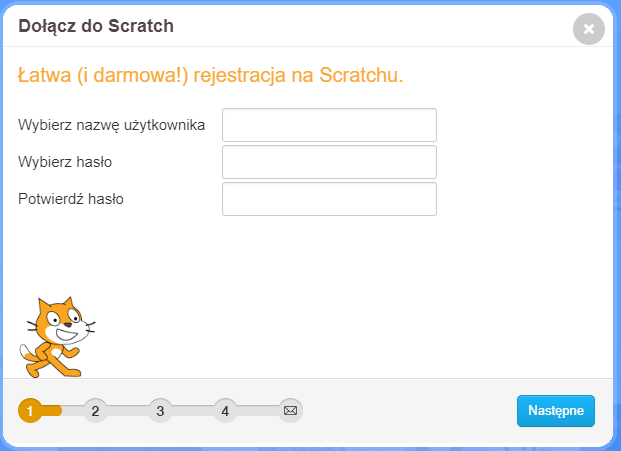 Dołącz do Scratch
Łatwa (i darmowa!) rejestracja na Scratchu.
Wybierz nazwę użytkownika
Wybierz hasło
Potwierdź hasło
1 2 3 4
Następne